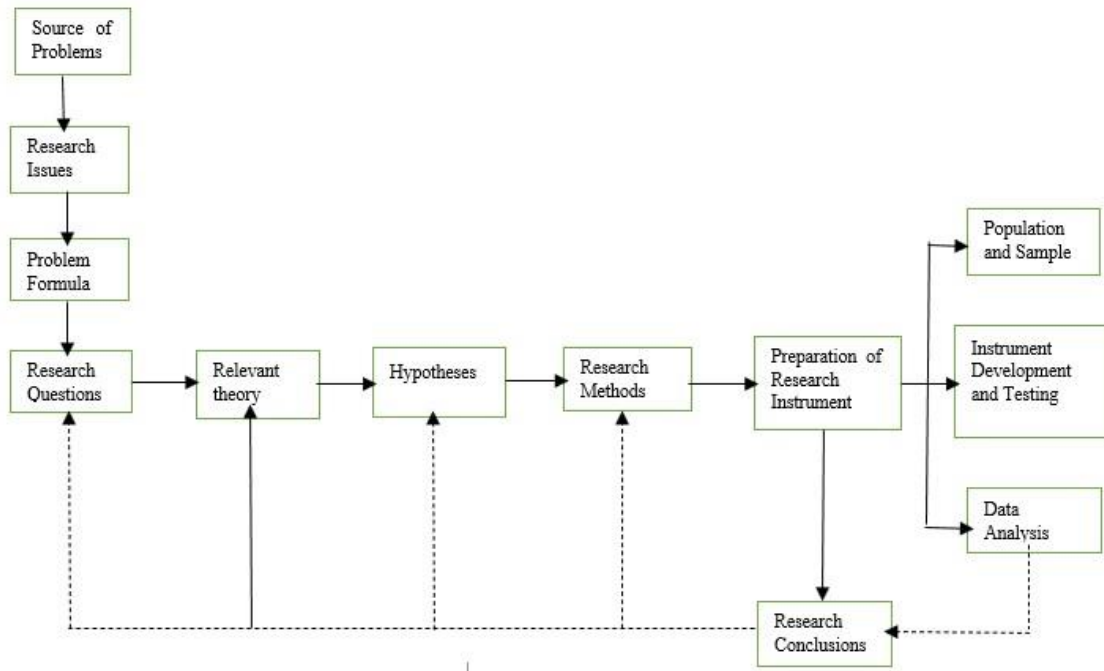 Source of
Problems
Research
Issues
Problem
Formula
Research
Questions
Relevant
theory
Hypotheses
Research
Methods
Preparation of
Research
Instrument
Population
and Sample
Instrument
Development
and Testing
Data
Analysis
Research
Conclusions